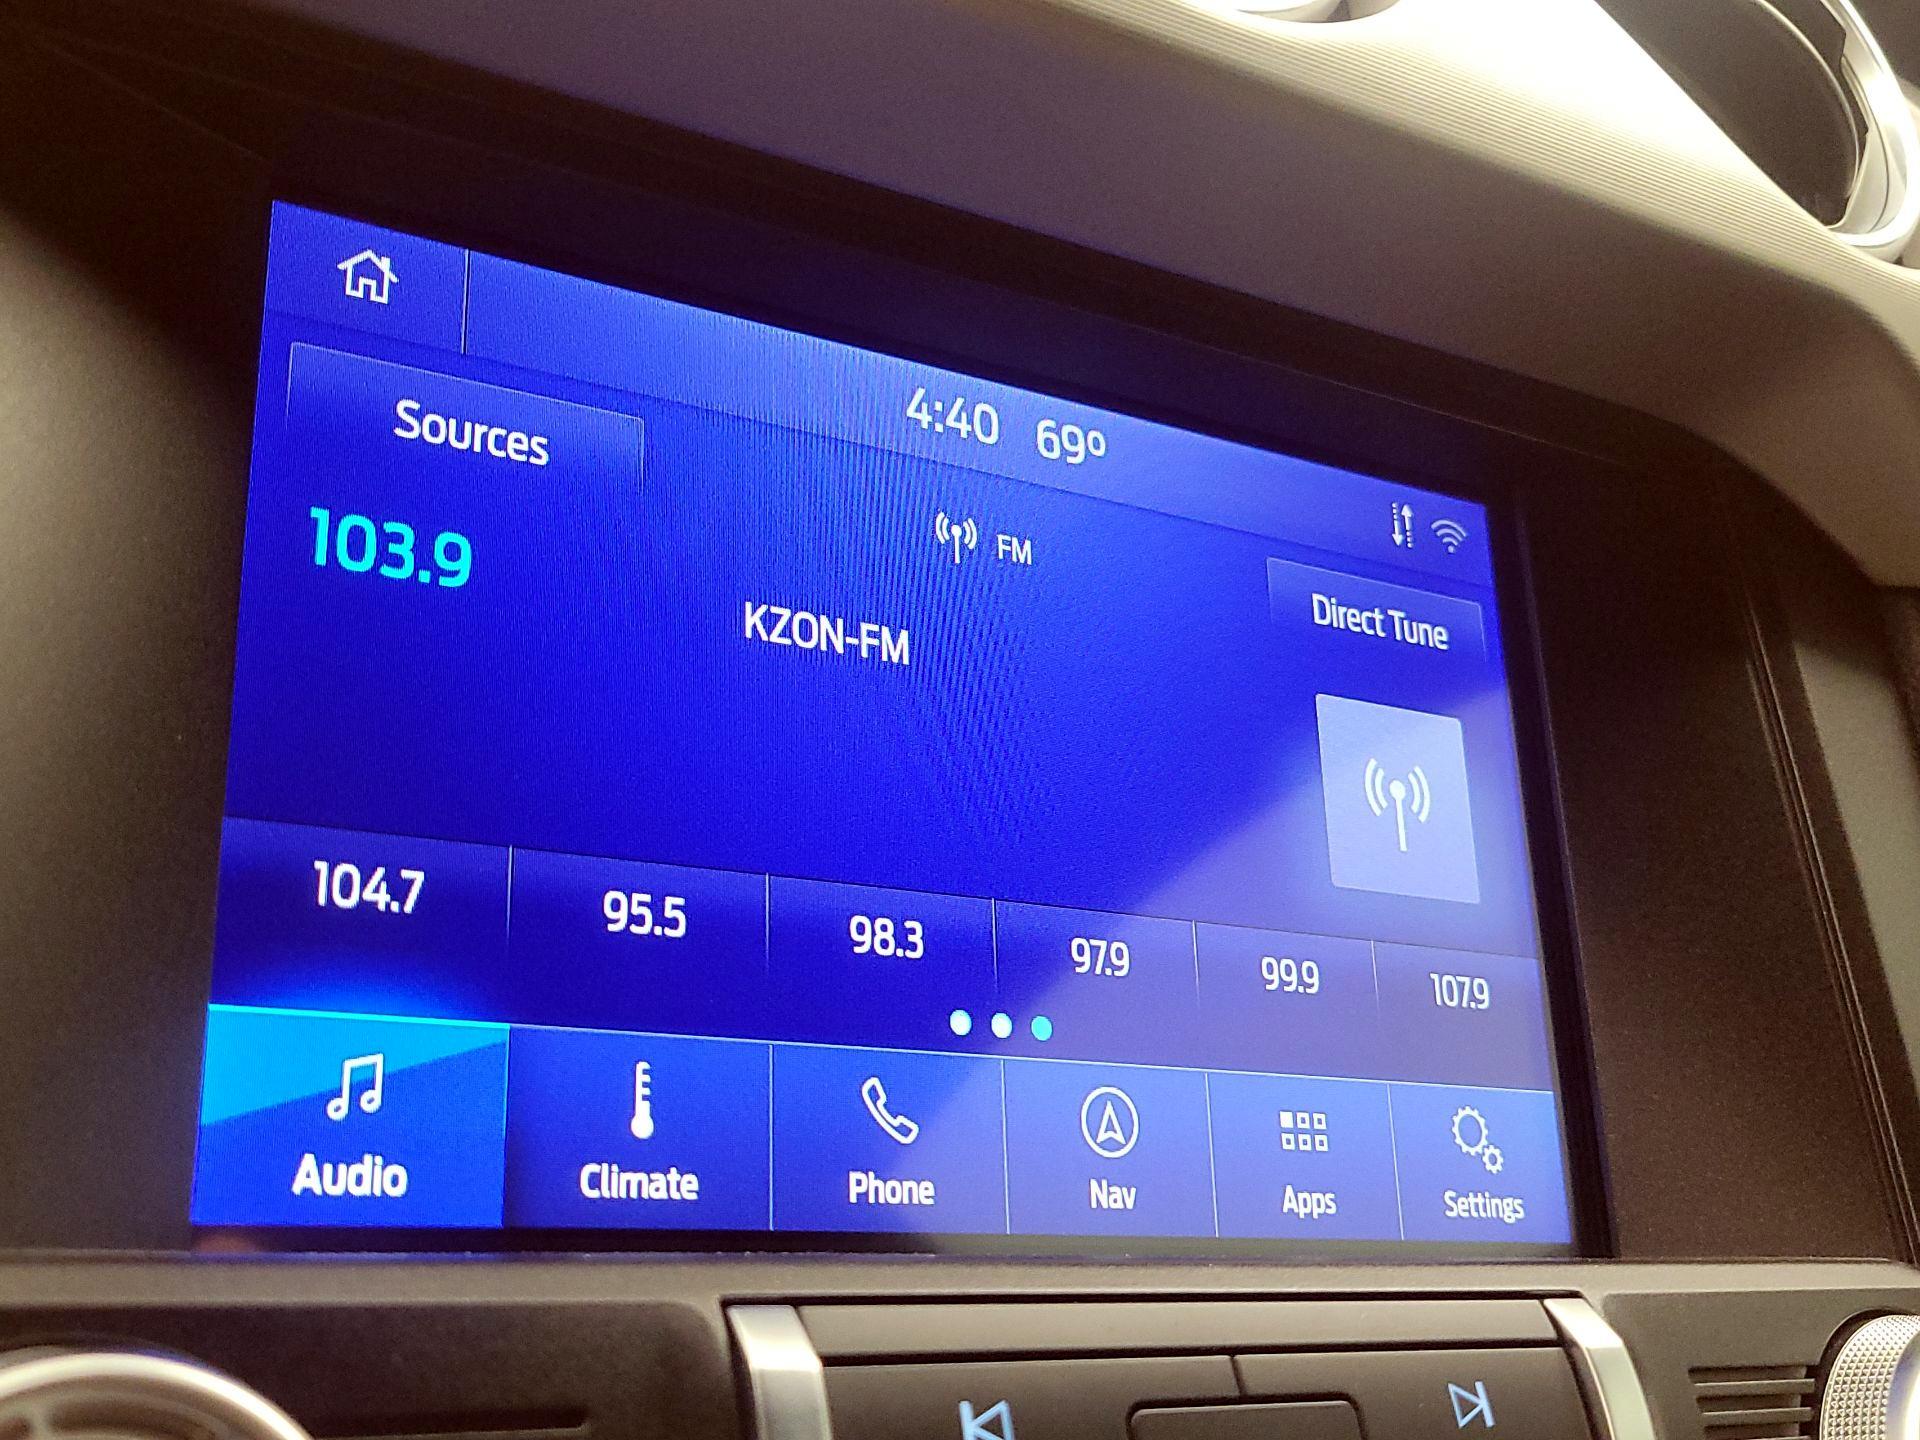 4:40 69º
Sources
103.9
FM
Direct Tune
KZON-FM
104.7 95.5 98.3 97.9 99.9 107.9
Audio Climate Phone Nav Apps Settings